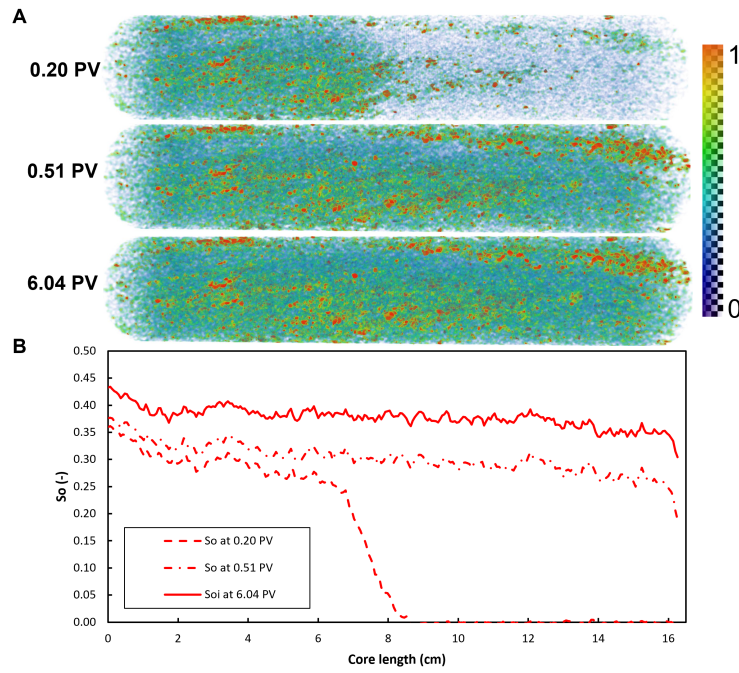 A
0.20 PV
0.51 PV
6.04 PV
1
0
B
0.50
0.45
0.40
0.35
0.30
0.25
0.20
0.15
0.10
0.05
0.00
So (-)
So at 0.20 PV
So at 0.51 PV
Soi at 6.04 PV
0 2 4 6 8 10 12 14 16
Core length (cm)